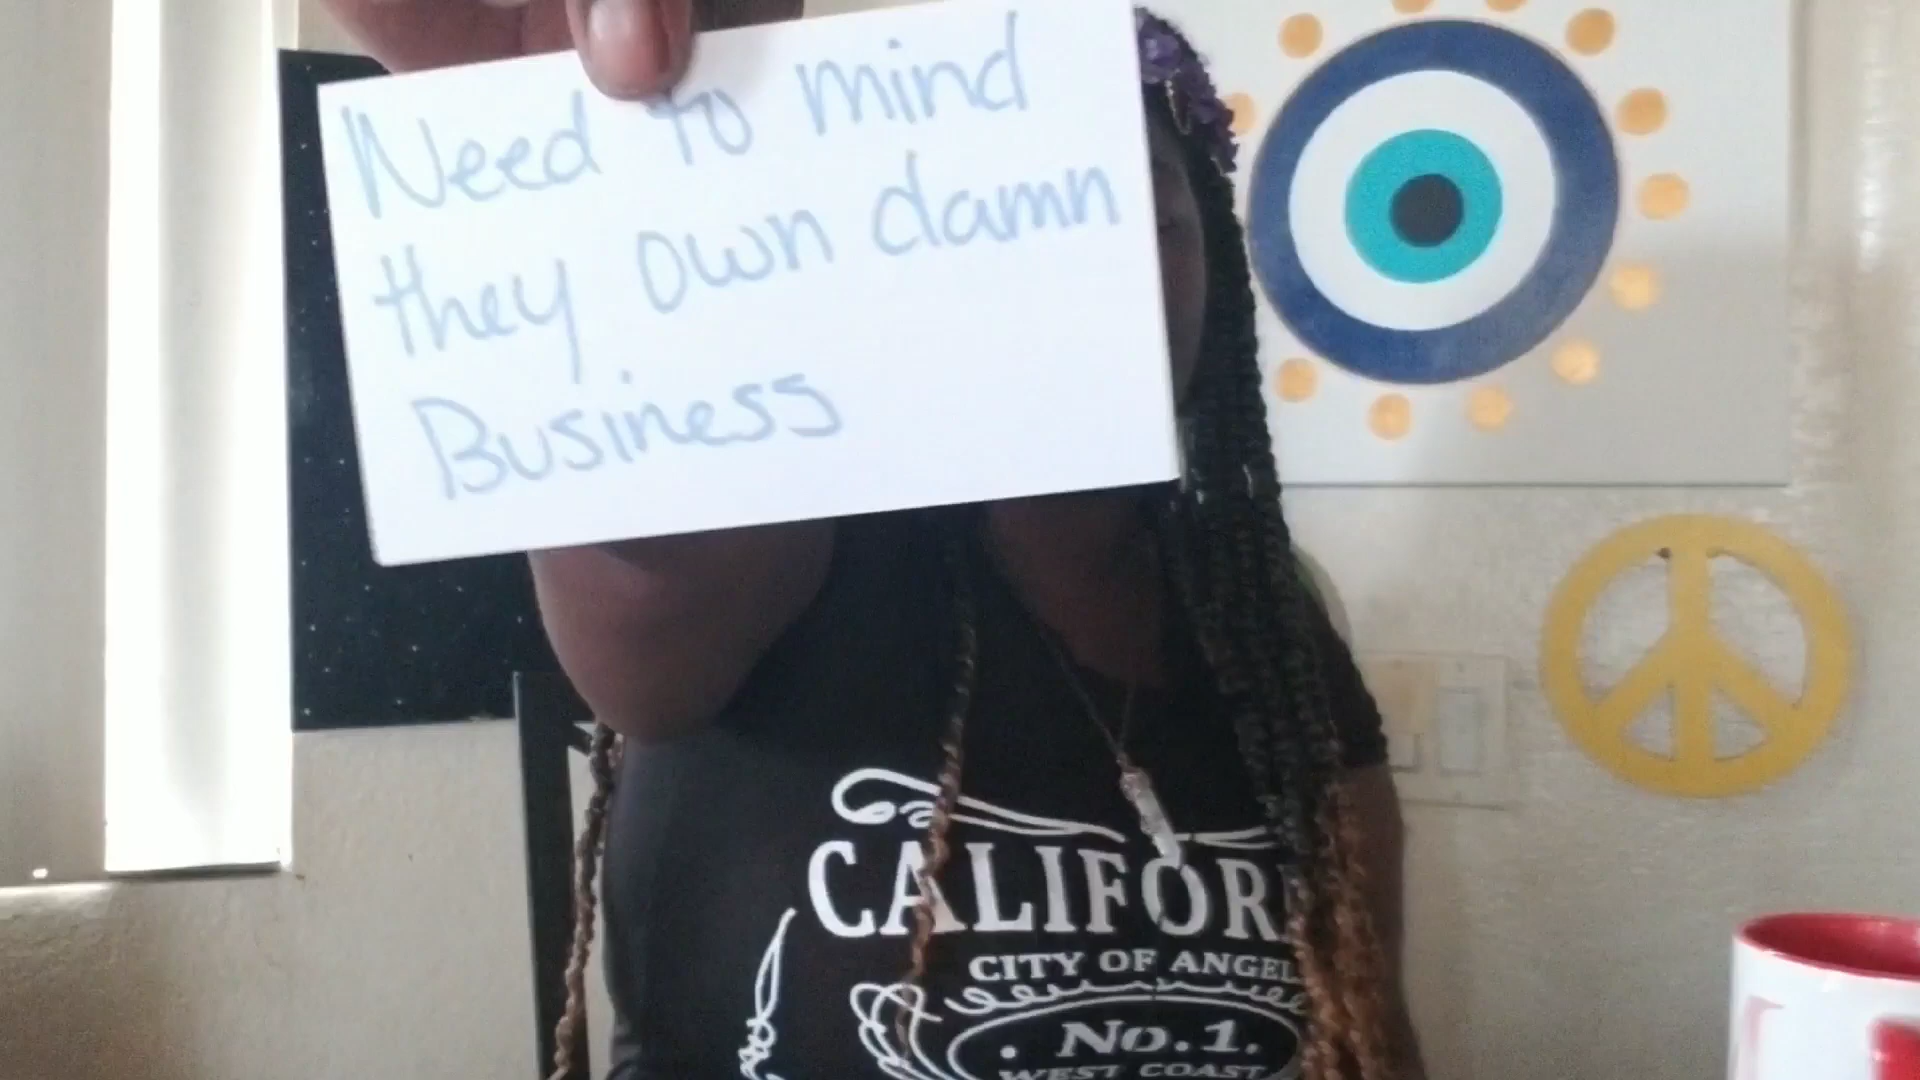 Need to mind
they own damn
Business
CALIFOR
CITY OF ANGEL
No. 1.
WEST COAST